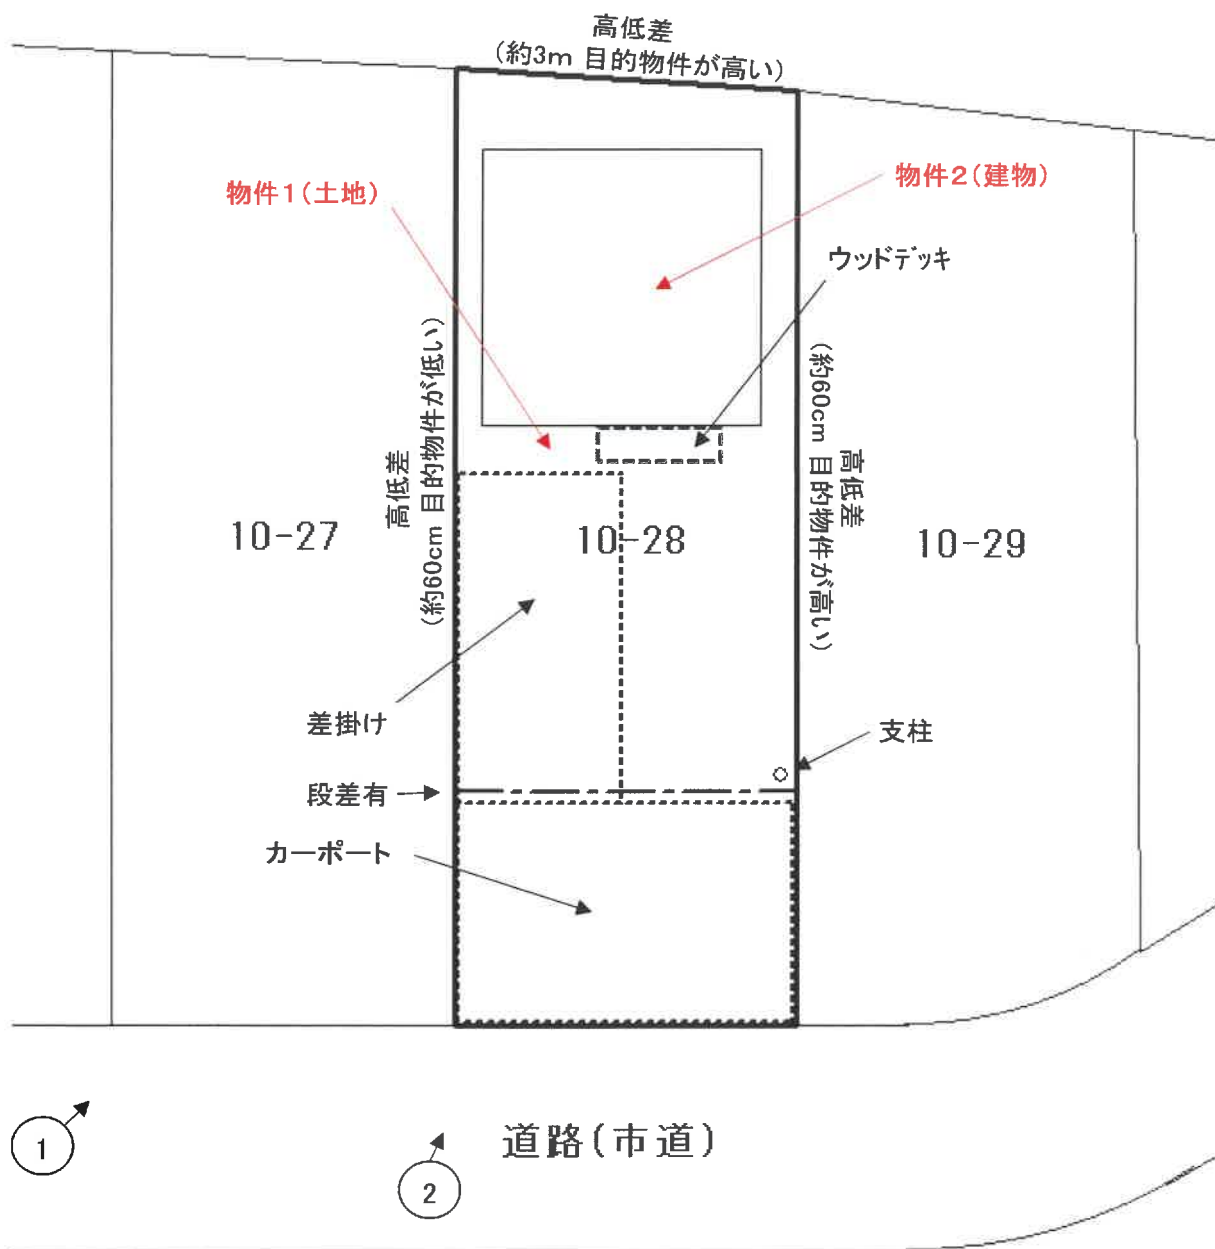 高低差
(約3m 目的物件が高い)
物件1(土地)
物件2(建物)
ウッドデッキ
高低差
(約60cm 目的物件が低い)
高低差
(約60cm 目的物件が高い)
10-27
10-28
10-29
差掛け
支柱
段差有
カーポート
道路(市道)
1
2